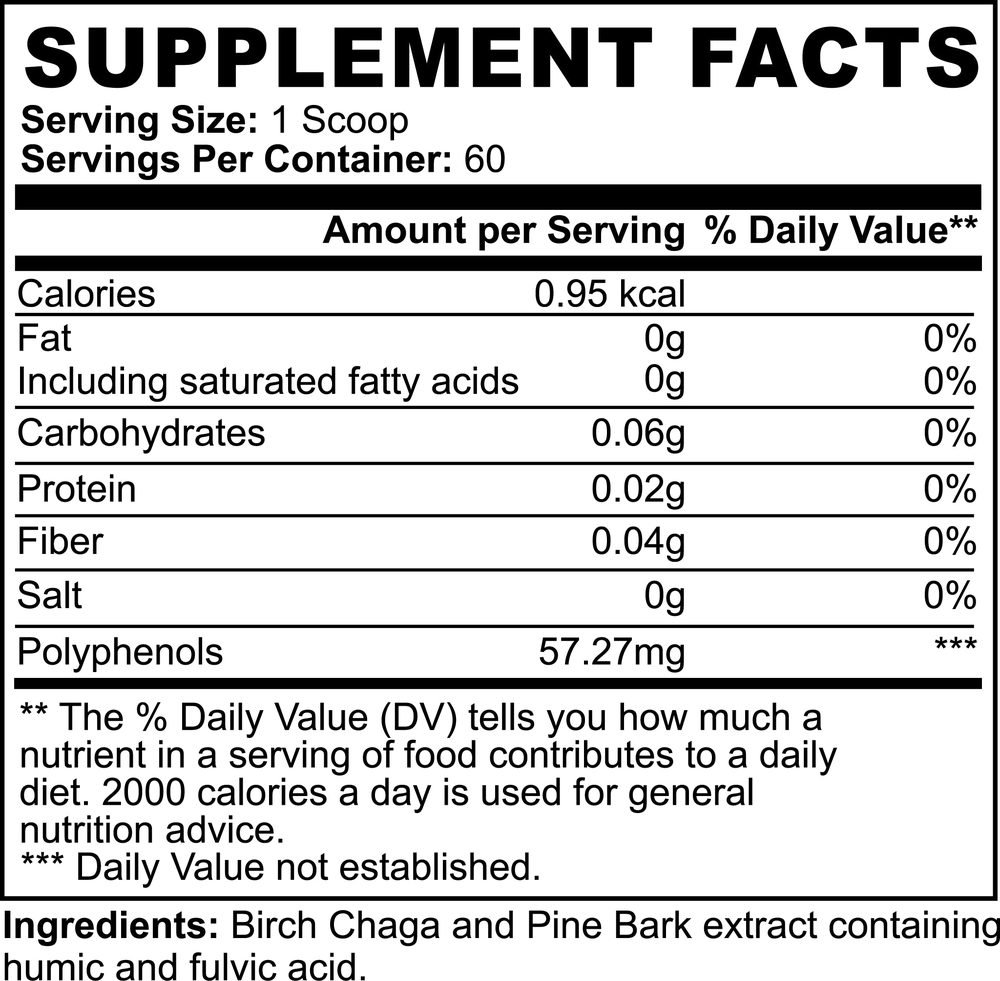 SUPPLEMENT FACTS
Serving Size: 1 Scoop
Servings Per Container: 60
Amount per Serving % Daily Value**
Calories 0.95 kcal
Fat 0g 0%
Including saturated fatty acids 0g 0%
Carbohydrates 0.06g 0%
Protein 0.02g 0%
Fiber 0.04g 0%
Salt 0g 0%
Polyphenols 57.27mg ***
** The % Daily Value (DV) tells you how much a
nutrient in a serving of food contributes to a daily
diet. 2000 calories a day is used for general
nutrition advice.
*** Daily Value not established.
Ingredients: Birch Chaga and Pine Bark extract containing
humic and fulvic acid.